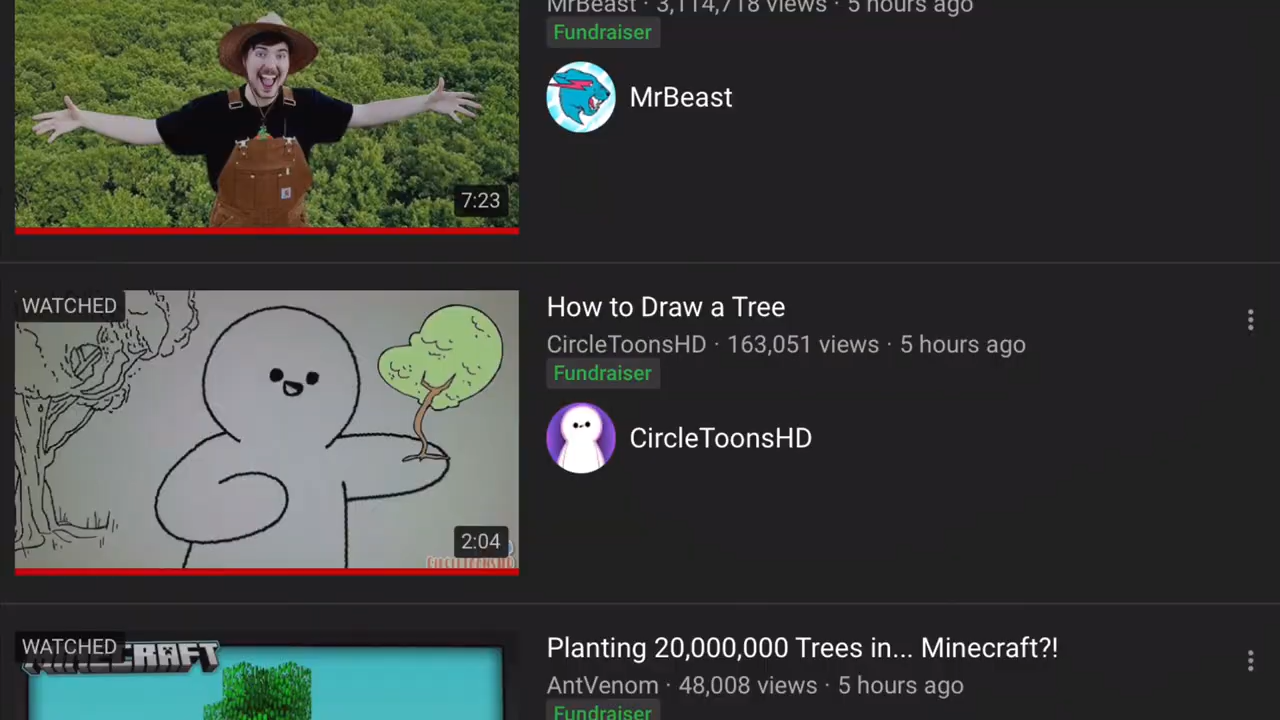 MrBeast · 3,114,718 views · 5 hours ago
Fundraiser
MrBeast
7:23
WATCHED
How to Draw a Tree
CircleToonsHD · 163,051 views · 5 hours ago
Fundraiser
CircleToonsHD
2:04
WATCHED
MINECRAFT
Planting 20,000,000 Trees in... Minecraft?!
AntVenom · 48,008 views · 5 hours ago
Fundraiser